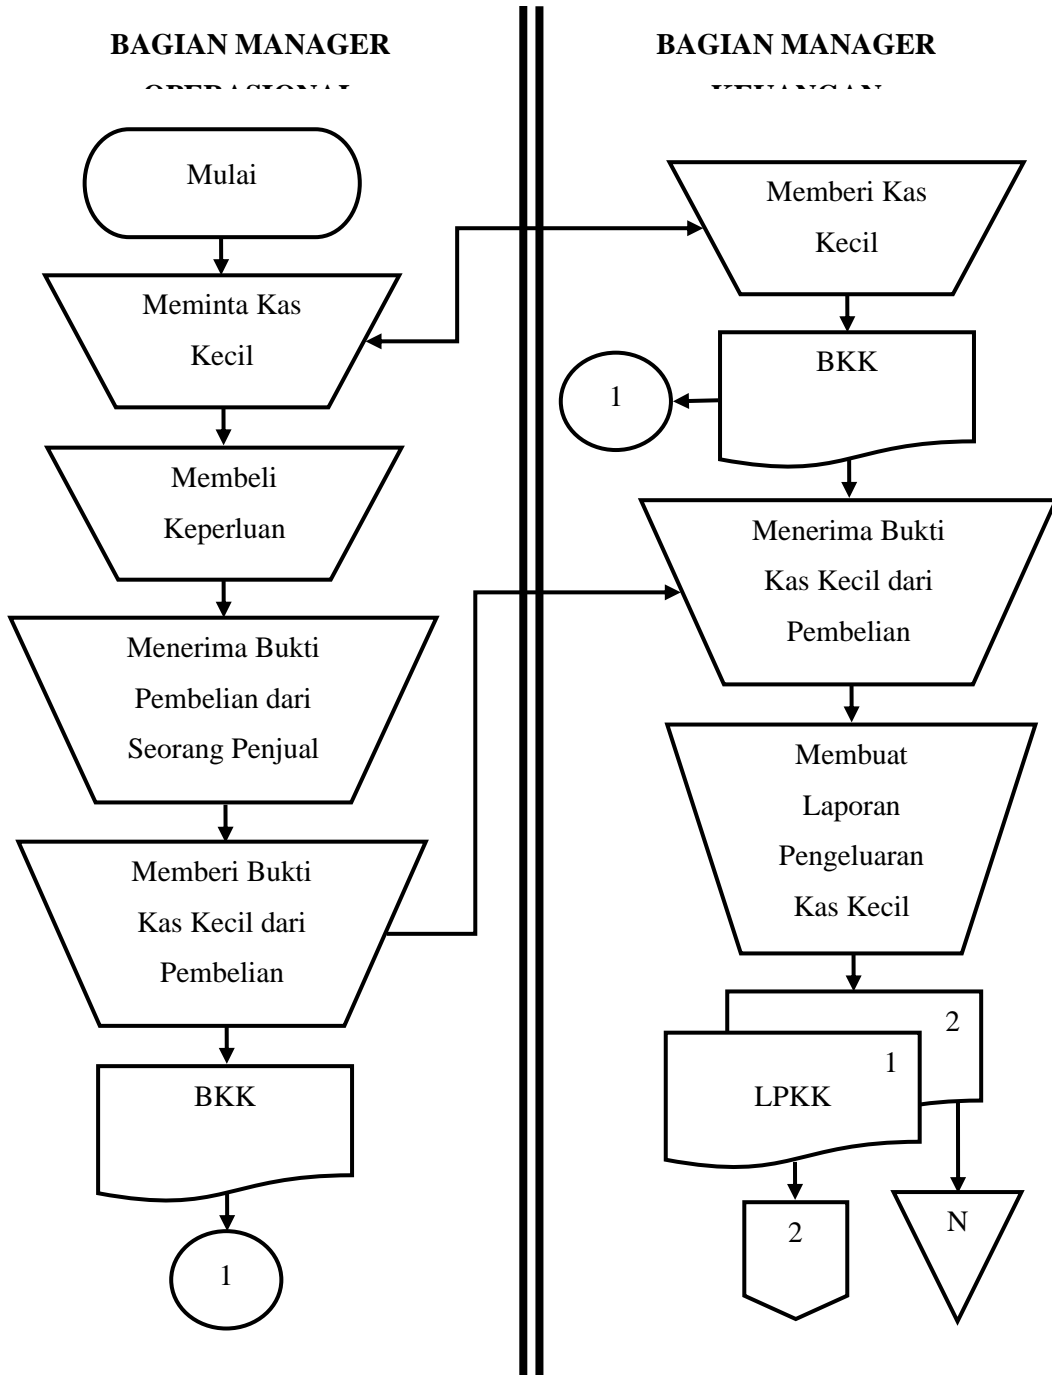 BAGIAN MANAGER
OPERASIONAL
Mulai
Meminta Kas
Kecil
Membeli
Keperluan
Menerima Bukti
Pembelian dari
Seorang Penjual
Memberi Bukti
Kas Kecil dari
Pembelian
BKK
1
BAGIAN MANAGER
KEUANGAN
Memberi Kas
Kecil
BKK
1
Menerima Bukti
Kas Kecil dari
Pembelian
Membuat
Laporan
Pengeluaran
Kas Kecil
2
1
LPKK
2
N